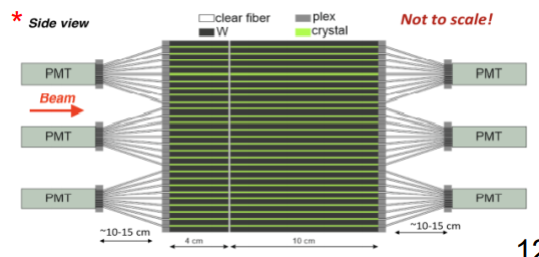 * Side view
clear fiber
plex
W
crystal
Not to scale!
PMT
PMT
Beam
PMT
PMT
PMT
PMT
~10-15 cm
4 cm
10 cm
~10-15 cm
12